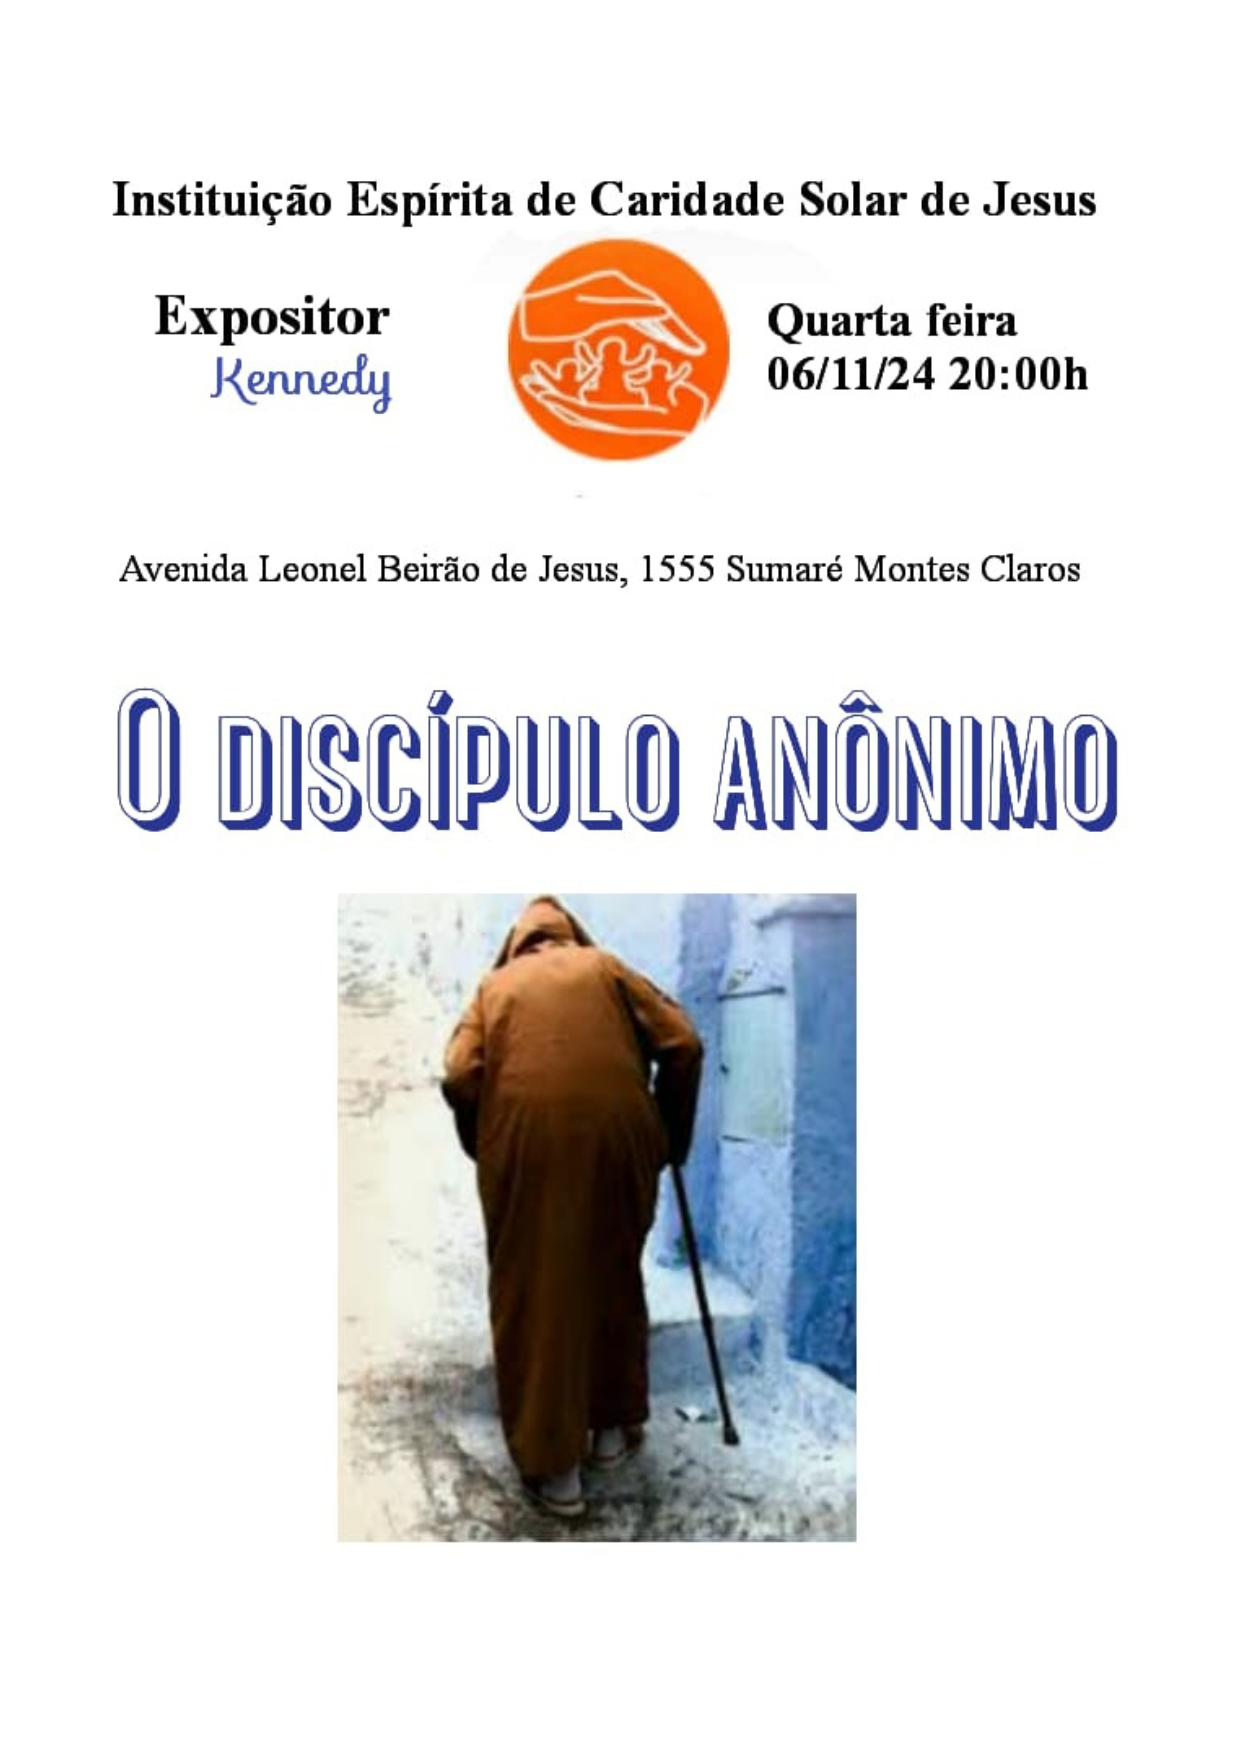 Instituição Espírita de Caridade Solar de Jesus
Expositor
Kennedy
Quarta feira
06/11/24 20:00h
Avenida Leonel Beirão de Jesus, 1555 Sumaré Montes Claros
O DISCÍPULO ANÔNIMO